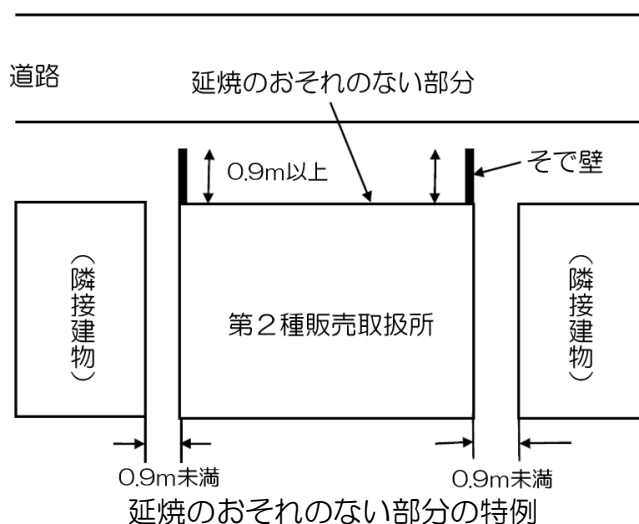 道路
延焼のおそれのない部分
0.9m以上
そで壁
（隣接建物）
第２種販売取扱所
（隣接建物）
0.9m未満
0.9m未満
延焼のおそれのない部分の特例